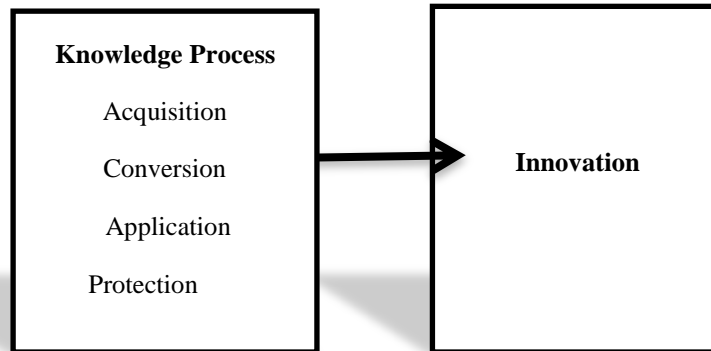 Knowledge Process
Acquisition
Conversion
Application
Protection
Innovation